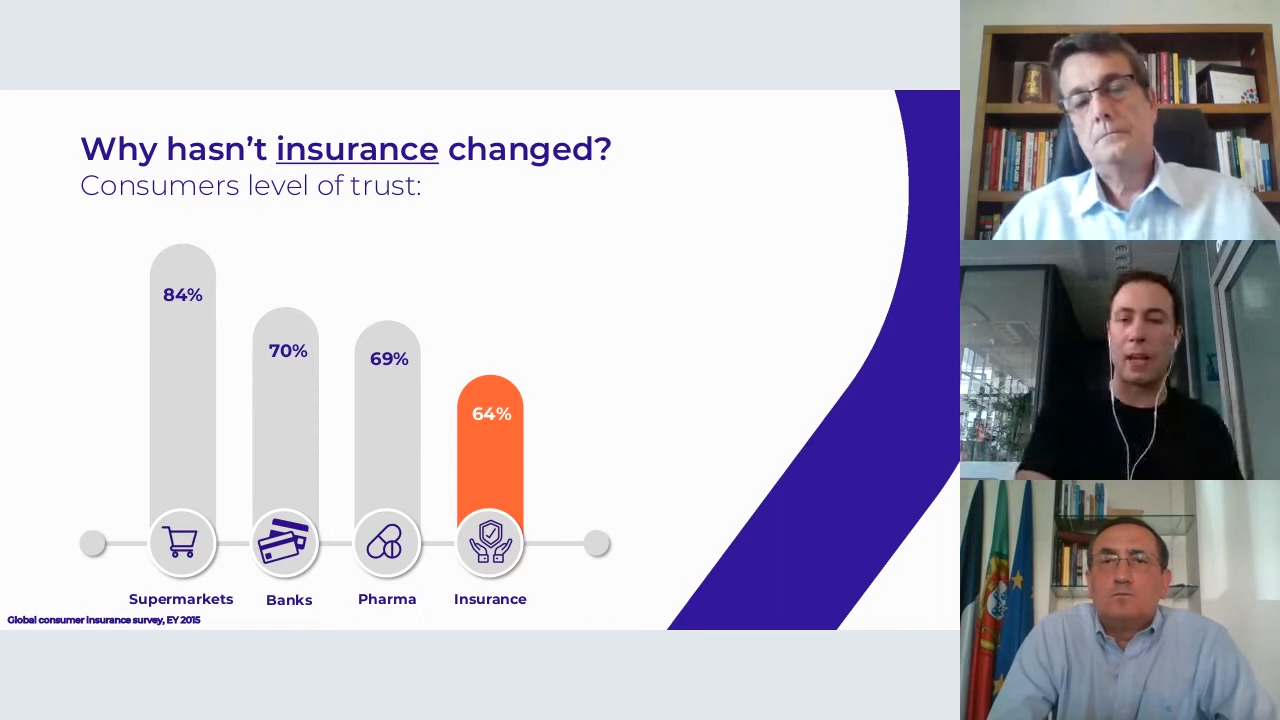 Why hasn’t insurance changed?
Consumers level of trust:
84%
70%
69%
64%
Supermarkets
Banks
Pharma
Insurance
Global consumer insurance survey, EY 2015